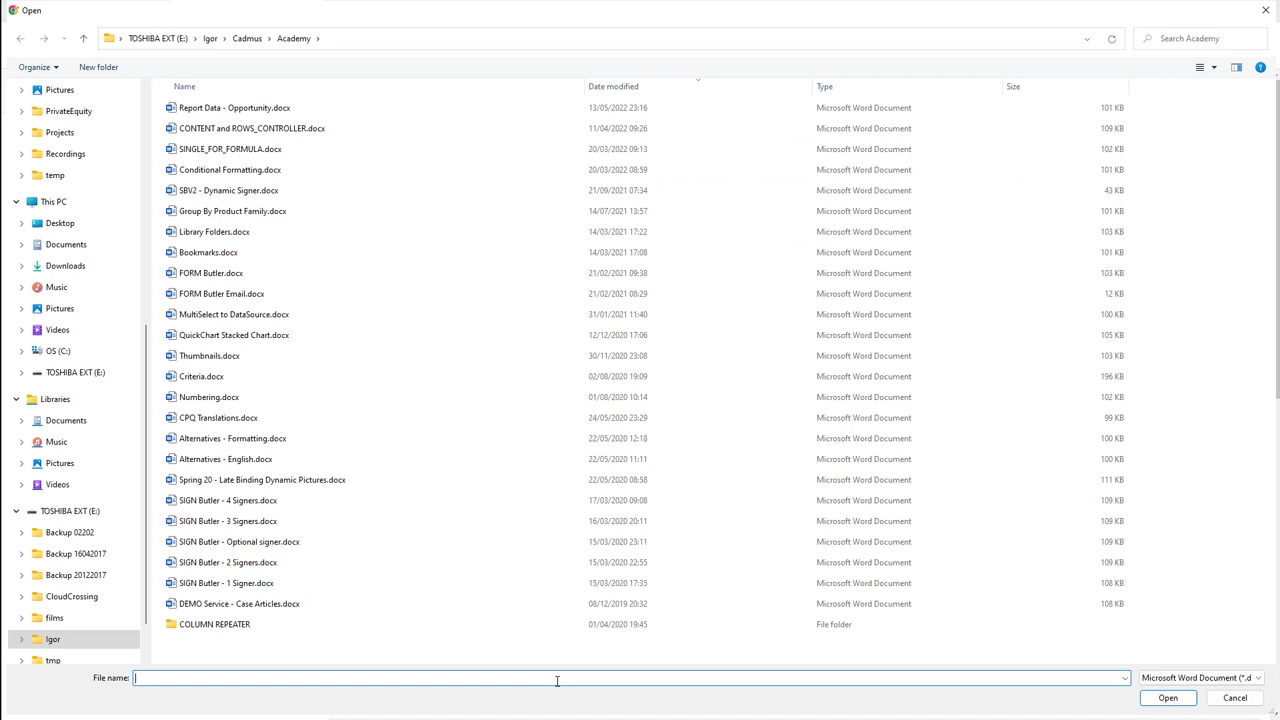 Open
TOSHIBA EXT (E:) Igor Cadmus Academy
Search Academy
Organize New folder
Name Date modified Type Size
Pictures
PrivateEquity
Projects
Recordings
temp
This PC
Desktop
Documents
Downloads
Music
Pictures
Videos
OS (C:)
TOSHIBA EXT (E:)
Libraries
Documents
Music
Pictures
Videos
TOSHIBA EXT (E:)
Backup 02202
Backup 16042017
Backup 20122017
CloudCrossing
films
Igor
tmp
Report Data - Opportunity.docx 13/05/2022 23:16 Microsoft Word Document 101 KB
CONTENT and ROWS_CONTROLLER.docx 11/04/2022 09:26 Microsoft Word Document 109 KB
SINGLE_FOR_FORMULA.docx 20/03/2022 09:13 Microsoft Word Document 102 KB
Conditional Formatting.docx 20/03/2022 08:59 Microsoft Word Document 101 KB
SBV2 - Dynamic Signer.docx 21/09/2021 07:34 Microsoft Word Document 43 KB
Group By Product Family.docx 14/07/2021 13:57 Microsoft Word Document 101 KB
Library Folders.docx 14/03/2021 17:22 Microsoft Word Document 103 KB
Bookmarks.docx 14/03/2021 17:08 Microsoft Word Document 101 KB
FORM Butler.docx 21/02/2021 09:38 Microsoft Word Document 103 KB
FORM Butler Email.docx 21/02/2021 08:29 Microsoft Word Document 12 KB
MultiSelect to DataSource.docx 31/01/2021 11:40 Microsoft Word Document 100 KB
QuickChart Stacked Chart.docx 12/12/2020 17:06 Microsoft Word Document 105 KB
Thumbnails.docx 30/11/2020 23:08 Microsoft Word Document 103 KB
Criteria.docx 02/08/2020 19:09 Microsoft Word Document 196 KB
Numbering.docx 01/08/2020 10:14 Microsoft Word Document 102 KB
CPQ Translations.docx 24/05/2020 23:29 Microsoft Word Document 99 KB
Alternatives - Formatting.docx 22/05/2020 12:18 Microsoft Word Document 100 KB
Alternatives - English.docx 22/05/2020 11:11 Microsoft Word Document 100 KB
Spring 20 - Late Binding Dynamic Pictures.docx 22/05/2020 08:58 Microsoft Word Document 111 KB
SIGN Butler - 4 Signers.docx 17/03/2020 09:08 Microsoft Word Document 109 KB
SIGN Butler - 3 Signers.docx 16/03/2020 20:11 Microsoft Word Document 109 KB
SIGN Butler - Optional signer.docx 15/03/2020 23:11 Microsoft Word Document 109 KB
SIGN Butler - 2 Signers.docx 15/03/2020 22:55 Microsoft Word Document 109 KB
SIGN Butler - 1 Signer.docx 15/03/2020 17:35 Microsoft Word Document 108 KB
DEMO Service - Case Articles.docx 08/12/2019 20:32 Microsoft Word Document 108 KB
COLUMN REPEATER 01/04/2020 19:45 File folder
File name: Microsoft Word Document (*.d
Open Cancel